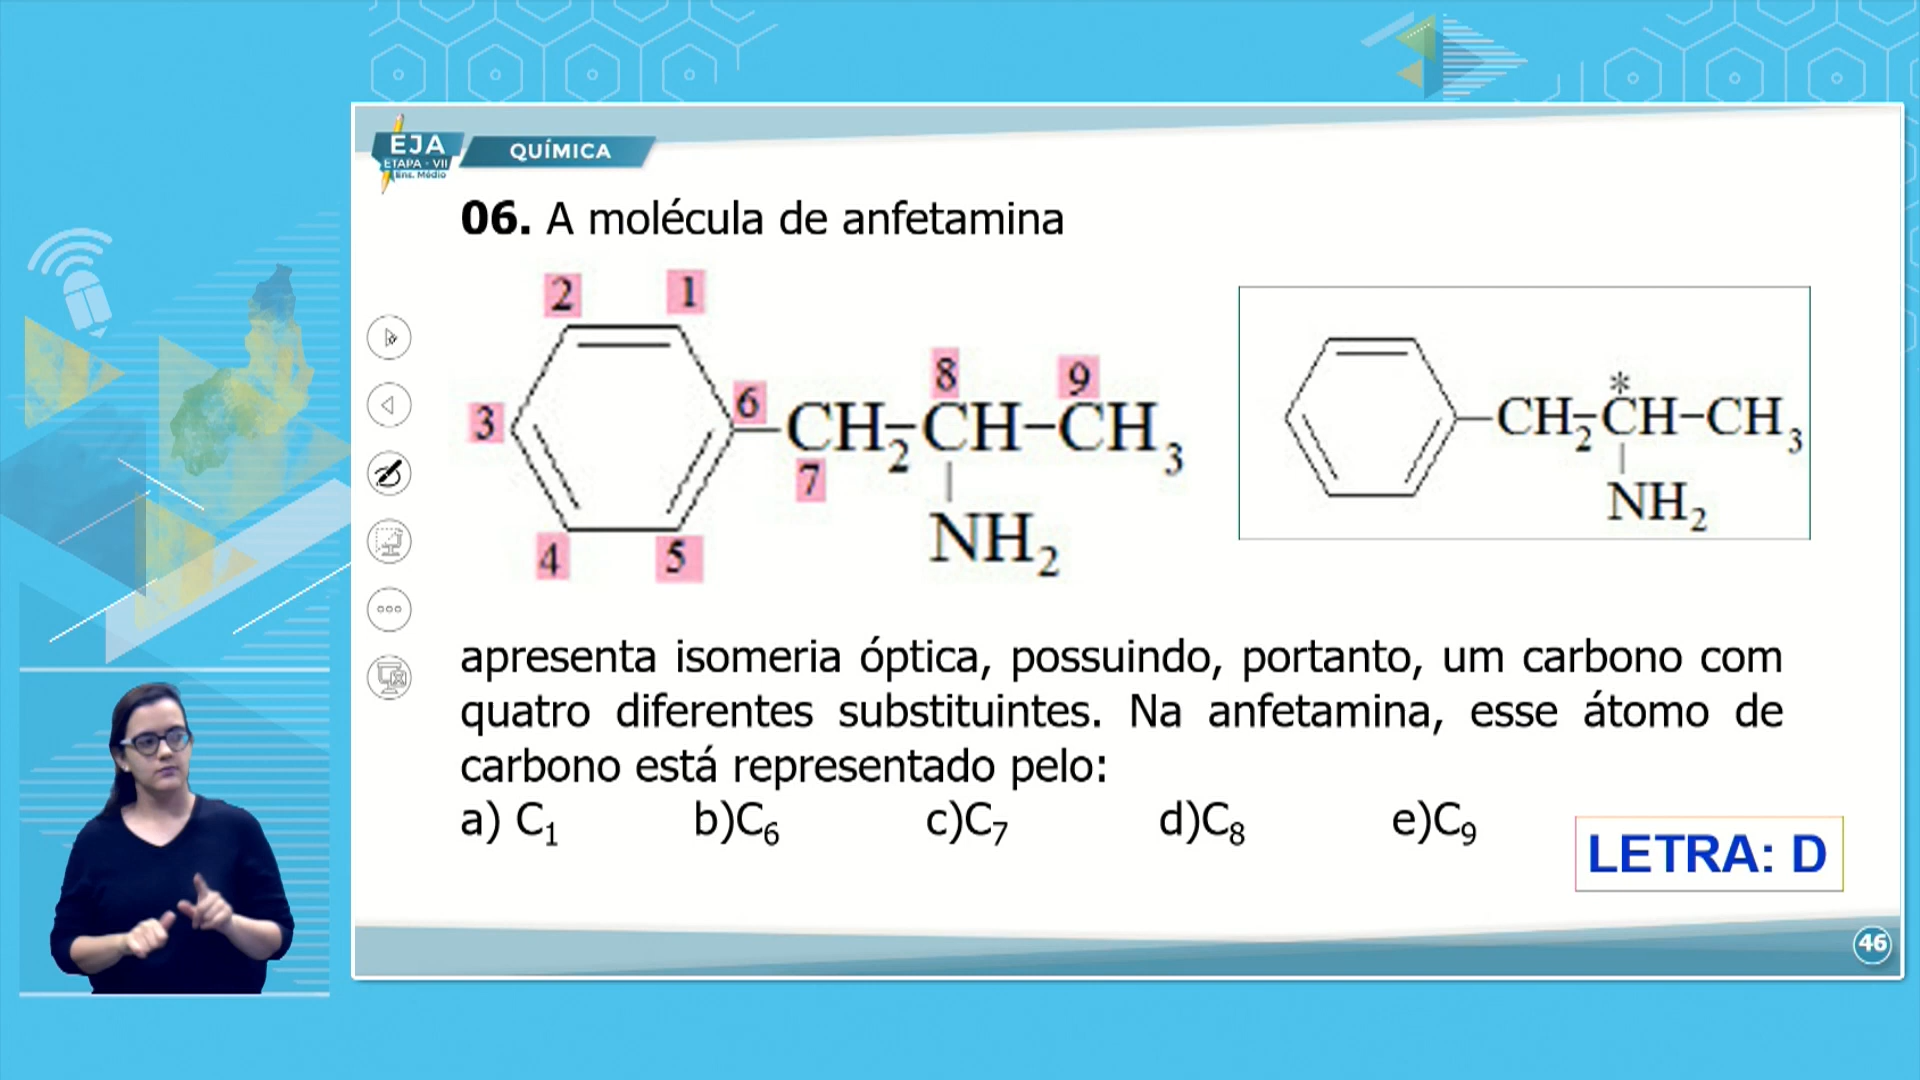 EJA
ETAPA - VII
Ens. Médio
QUÍMICA
06. A molécula de anfetamina
2 1
3 6 8 9
CH₂-CH-CH₃
7
NH₂
4 5
*
CH₂-CH-CH₃
NH₂
apresenta isomeria óptica, possuindo, portanto, um carbono com
quatro diferentes substituintes. Na anfetamina, esse átomo de
carbono está representado pelo:
a) C₁ b)C₆ c)C₇ d)C₈ e)C₉
LETRA: D
46